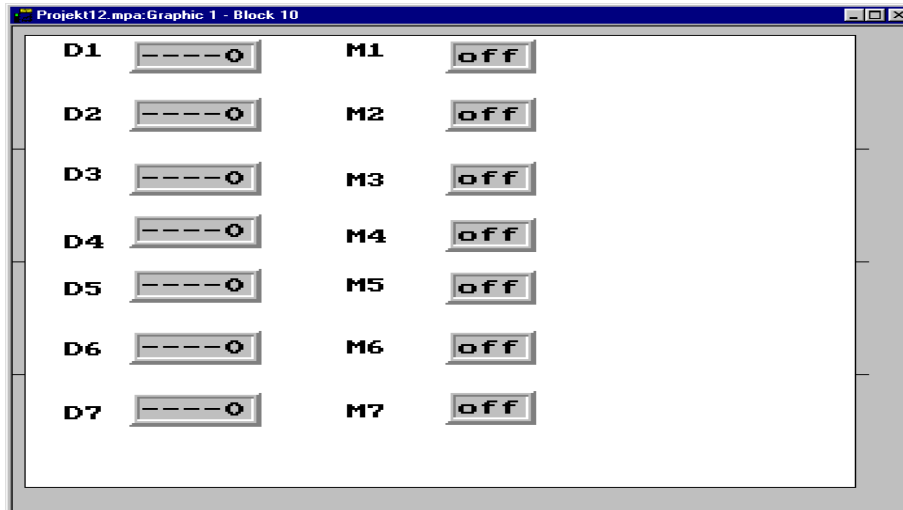 Projekt12.mpa:Graphic 1 - Block 10
D1 ----0 M1 off
D2 ----0 M2 off
D3 ----0 M3 off
D4 ----0 M4 off
D5 ----0 M5 off
D6 ----0 M6 off
D7 ----0 M7 off